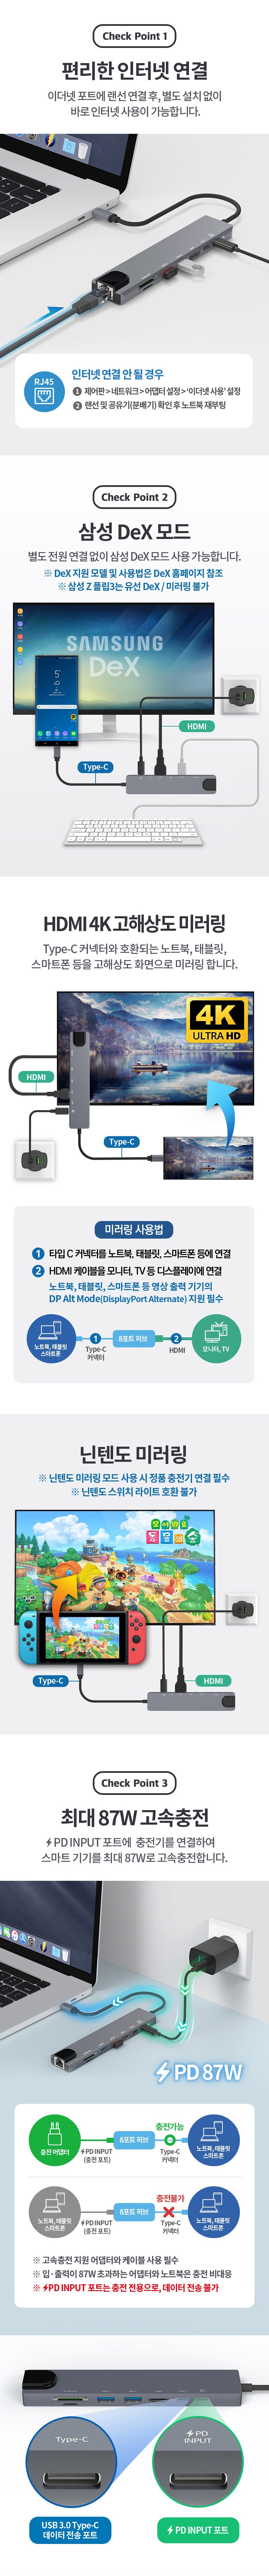 Check Point 1
편리한 인터넷 연결
이더넷 포트에 랜선 연결 후, 별도 설치 없이
바로 인터넷 사용이 가능합니다.
RJ45
인터넷 연결 안 될 경우
1 제어판 > 네트워크 > 어댑터 설정 > '이더넷 사용' 설정
2 랜선 및 공유기(분배기) 확인 후 노트북 재부팅
Check Point 2
삼성 DeX 모드
별도 전원 연결 없이 삼성 DeX 모드 사용 가능합니다.
※ DeX 지원 모델 및 사용법은 DeX 홈페이지 참조
※ 삼성 Z 플립3는 유선 DeX / 미러링 불가
SAMSUNG
DeX
HDMI
Type-C
HDMI 4K 고해상도 미러링
Type-C 커넥터와 호환되는 노트북, 태블릿,
스마트폰 등을 고해상도 화면으로 미러링 합니다.
4K
ULTRA HD
HDMI
Type-C
미러링 사용법
1 타입 C 커넥터를 노트북, 태블릿, 스마트폰 등에 연결
2 HDMI 케이블을 모니터, TV 등 디스플레이에 연결
노트북, 태블릿, 스마트폰 등 영상 출력 기기의
DP Alt Mode(DisplayPort Alternate) 지원 필수
노트북, 태블릿
스마트폰
1
Type-C
커넥터
8포트 허브
2
HDMI
모니터, TV
닌텐도 미러링
※ 닌텐도 미러링 모드 사용 시 정품 충전기 연결 필수
※ 닌텐도 스위치 라이트 호환 불가
모여봐요
동물의 숲
Type-C
HDMI
Check Point 3
최대 87W 고속충전
PD INPUT 포트에 충전기를 연결하여
스마트 기기를 최대 87W로 고속충전합니다.
PD 87W
충전 어댑터
PD INPUT
(충전 포트)
8포트 허브
충전가능
Type-C
커넥터
노트북, 태블릿
스마트폰
노트북, 태블릿
스마트폰
PD INPUT
(충전 포트)
8포트 허브
충전불가
Type-C
커넥터
노트북, 태블릿
스마트폰
※ 고속충전 지원 어댑터와 케이블 사용 필수
※ 입·출력이 87W 초과하는 어댑터와 노트북은 충전 비대응
※ PD INPUT 포트는 충전 전용으로, 데이터 전송 불가
Type-C
PD
INPUT
USB 3.0 Type-C
데이터 전송 포트
PD INPUT 포트